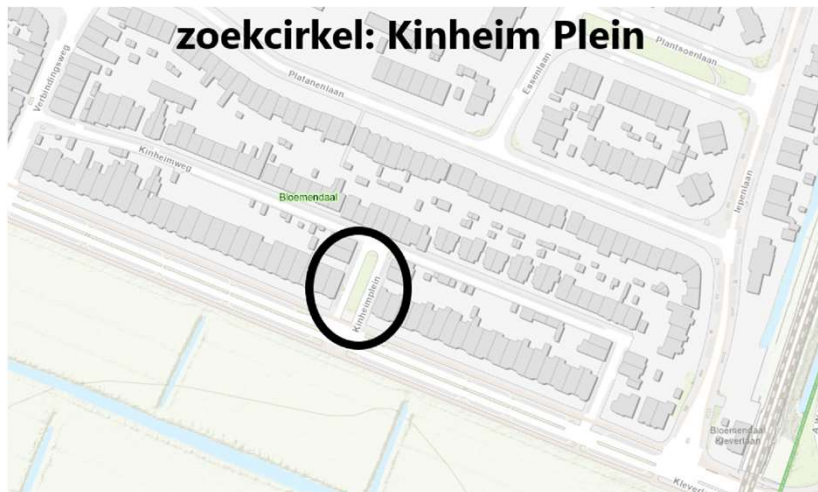 zoekcirkel: Kinheim Plein
Verbindingsweg
Platanenlaan
Essenlaan
Plantsoenlaan
Kinheimweg
Bloemendaal
Iepenlaan
Kinheimplein
Bloemendaal
Kleverlaan